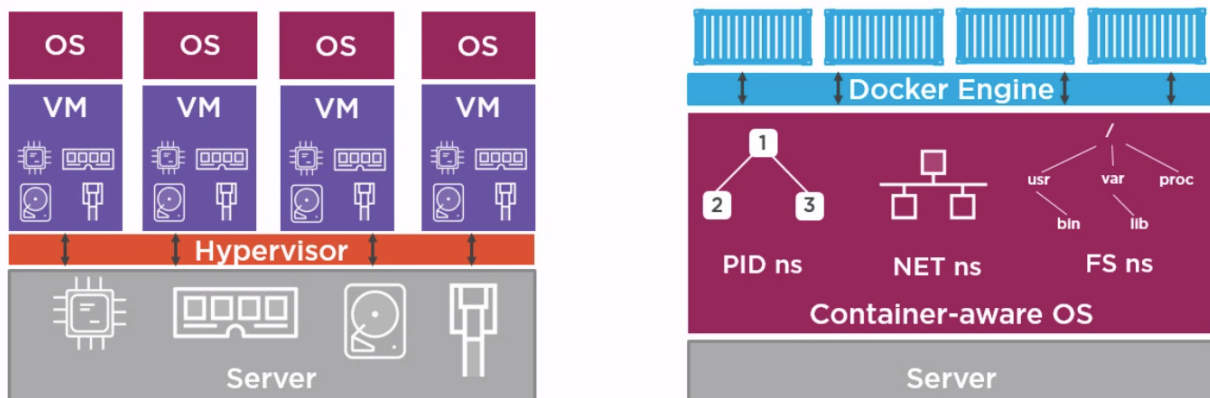 OS
OS
OS
OS
VM
VM
VM
VM
Hypervisor
Server
Docker Engine
1
2
3
PID ns
NET ns
/
usr
var
proc
bin
lib
FS ns
Container-aware OS
Server